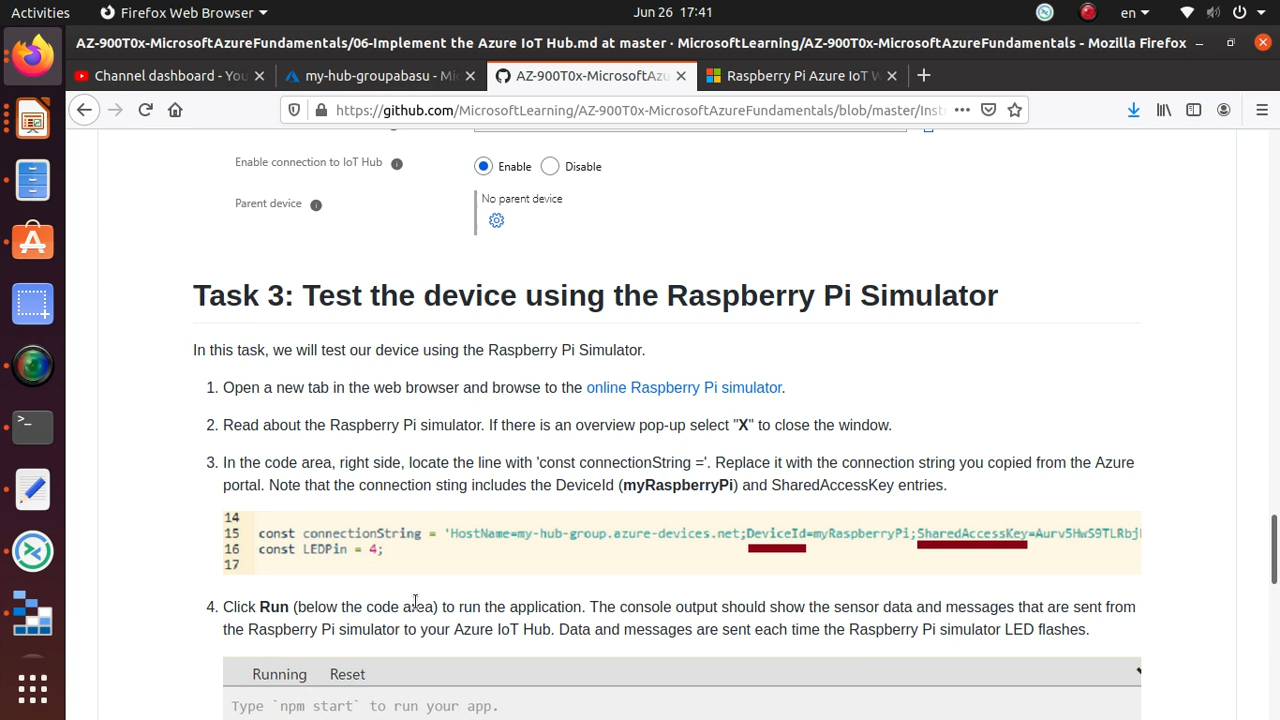 Activities
Firefox Web Browser
Jun 26 17:41
en
AZ-900T0x-MicrosoftAzureFundamentals/06-Implement the Azure IoT Hub.md at master · MicrosoftLearning/AZ-900T0x-MicrosoftAzureFundamentals - Mozilla Firefox
Channel dashboard - You
my-hub-groupabasu - Mi
AZ-900T0x-MicrosoftAzu
Raspberry Pi Azure IoT W
https://github.com/MicrosoftLearning/AZ-900T0x-MicrosoftAzureFundamentals/blob/master/Inst
Enable connection to IoT Hub
Enable
Disable
Parent device
No parent device
Task 3: Test the device using the Raspberry Pi Simulator
In this task, we will test our device using the Raspberry Pi Simulator.
1. Open a new tab in the web browser and browse to the online Raspberry Pi simulator.
2. Read about the Raspberry Pi simulator. If there is an overview pop-up select "X" to close the window.
3. In the code area, right side, locate the line with 'const connectionString ='. Replace it with the connection string you copied from the Azure
portal. Note that the connection sting includes the DeviceId (myRaspberryPi) and SharedAccessKey entries.
14
15 const connectionString = 'HostName=my-hub-group.azure-devices.net;DeviceId=myRaspberryPi;SharedAccessKey=Aurv5HwS9TLRbj
16 const LEDPin = 4;
17
4. Click Run (below the code area) to run the application. The console output should show the sensor data and messages that are sent from
the Raspberry Pi simulator to your Azure IoT Hub. Data and messages are sent each time the Raspberry Pi simulator LED flashes.
Running Reset
Type `npm start` to run your app.